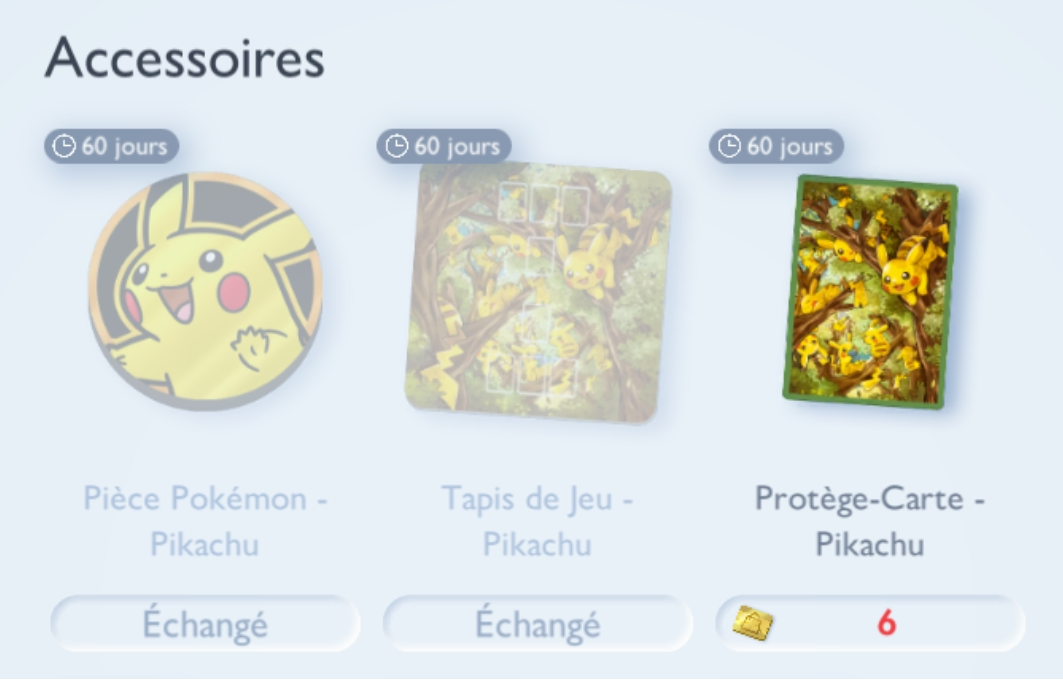 Accessoires
60 jours
60 jours
60 jours
Pièce Pokémon -
Pikachu
Tapis de Jeu -
Pikachu
Protège-Carte -
Pikachu
Échangé
Échangé
6